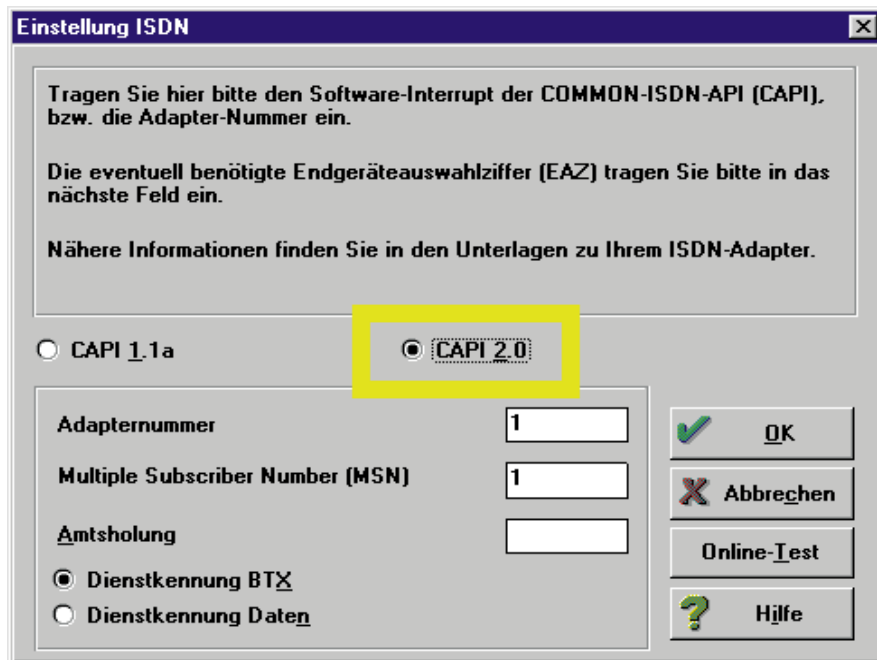 Einstellung ISDN
Tragen Sie hier bitte den Software-Interrupt der COMMON-ISDN-API (CAPI),
bzw. die Adapter-Nummer ein.
Die eventuell benötigte Endgeräteauswahlziffer (EAZ) tragen Sie bitte in das
nächste Feld ein.
Nähere Informationen finden Sie in den Unterlagen zu Ihrem ISDN-Adapter.
CAPI 1.1a
CAPI 2.0
Adapternummer
1
Multiple Subscriber Number (MSN)
1
Amtsholung
Dienstkennung BTX
Dienstkennung Daten
OK
Abbrechen
Online-Test
Hilfe